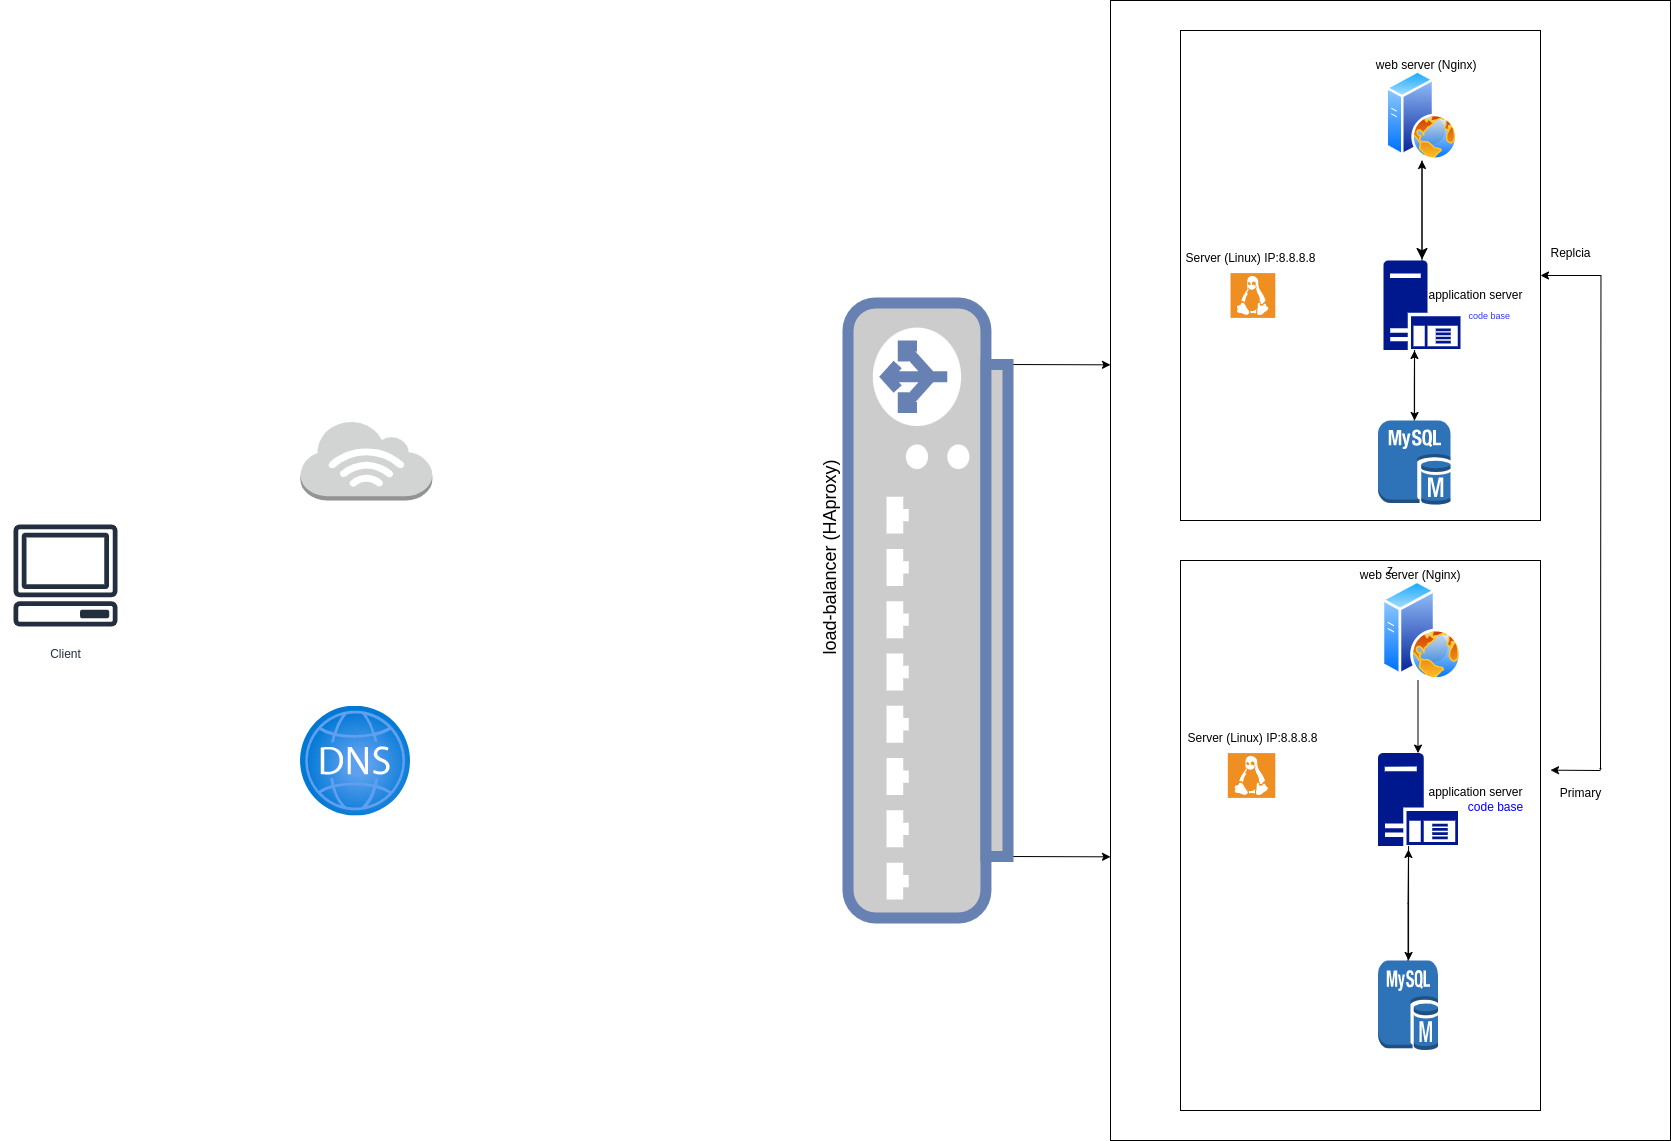 web server (Nginx)
Server (Linux) IP:8.8.8.8
Replcia
application server
code base
MySQL
M
load-balancer (HAproxy)
Client
DNS
z
web server (Nginx)
Server (Linux) IP:8.8.8.8
application server
code base
Primary
MySQL
M